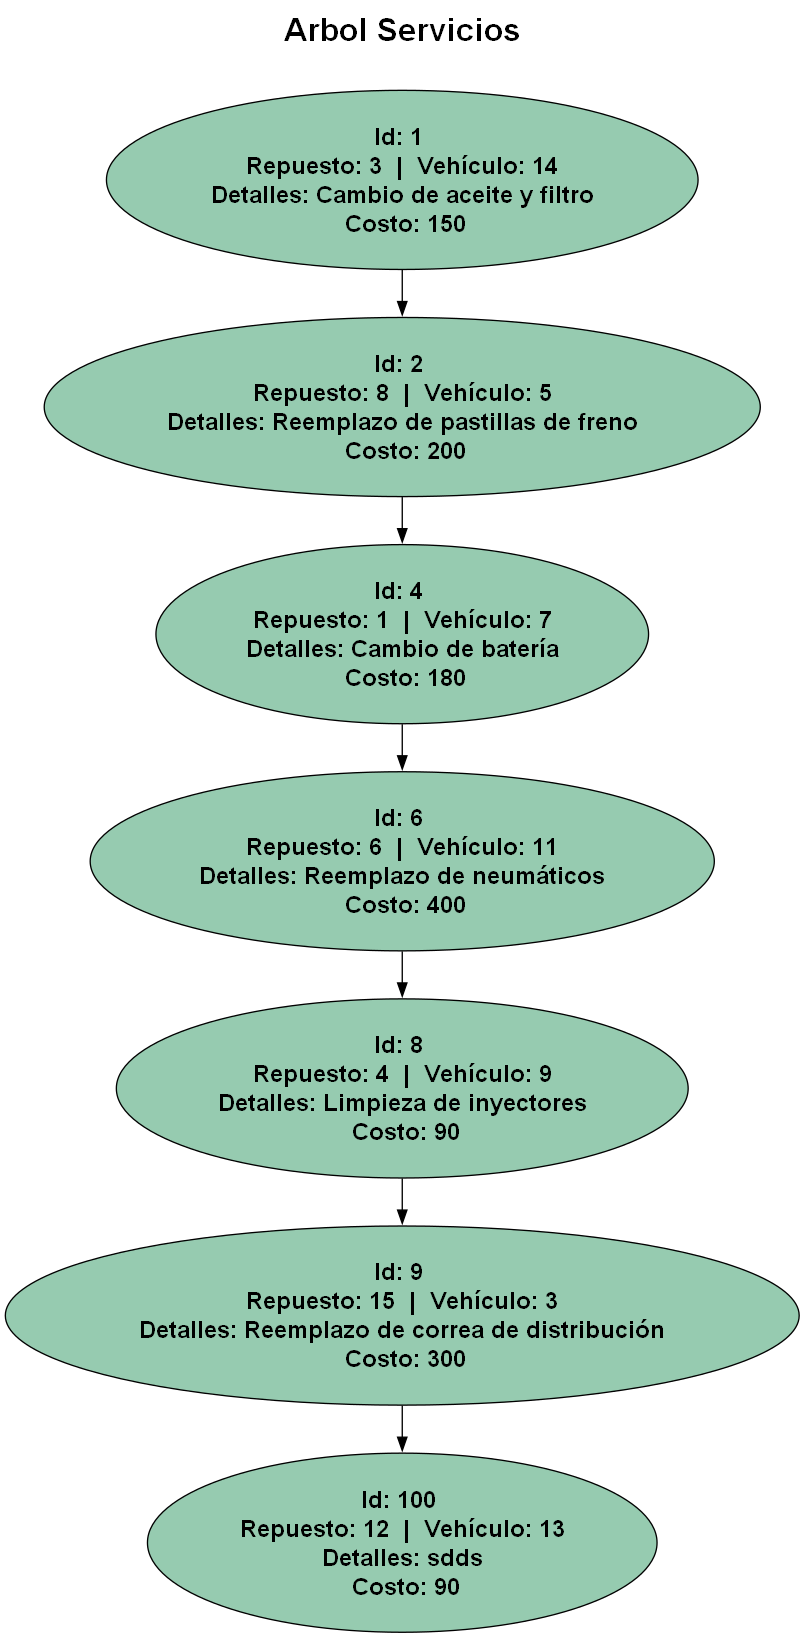 Arbol Servicios
Id: 1
Repuesto: 3 | Vehículo: 14
Detalles: Cambio de aceite y filtro
Costo: 150
Id: 2
Repuesto: 8 | Vehículo: 5
Detalles: Reemplazo de pastillas de freno
Costo: 200
Id: 4
Repuesto: 1 | Vehículo: 7
Detalles: Cambio de batería
Costo: 180
Id: 6
Repuesto: 6 | Vehículo: 11
Detalles: Reemplazo de neumáticos
Costo: 400
Id: 8
Repuesto: 4 | Vehículo: 9
Detalles: Limpieza de inyectores
Costo: 90
Id: 9
Repuesto: 15 | Vehículo: 3
Detalles: Reemplazo de correa de distribución
Costo: 300
Id: 100
Repuesto: 12 | Vehículo: 13
Detalles: sdds
Costo: 90